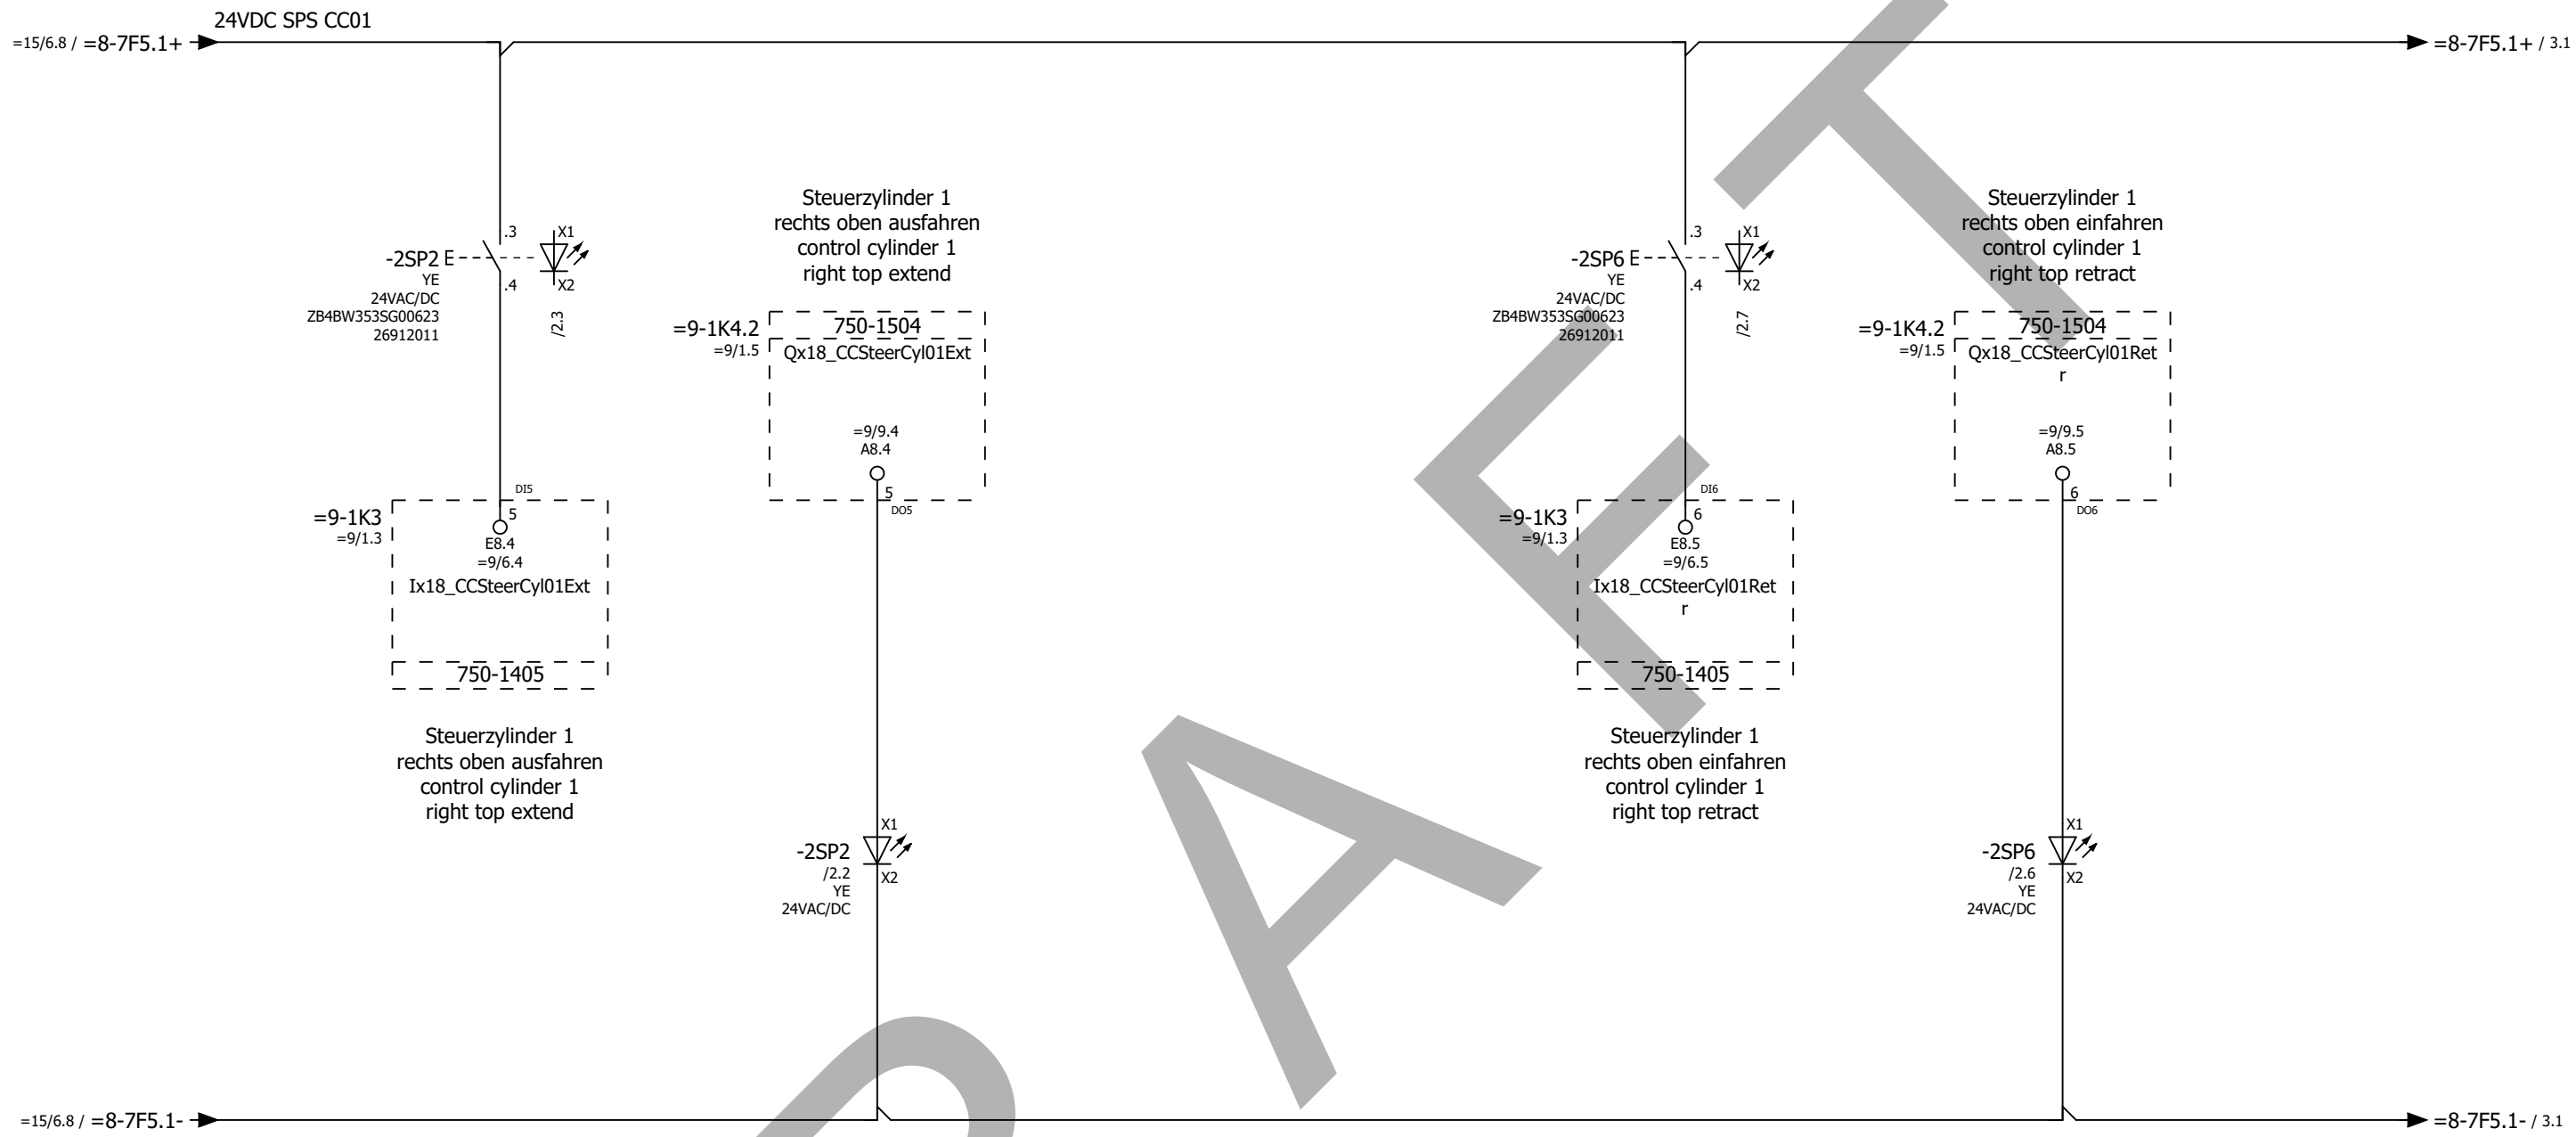 24VDC SPS CC01
=15/6.8 / =8-7F5.1+
=8-7F5.1+ / 3.1
-2SP2
YE
24VAC/DC
ZB4BW353SG00623
26912011
.3
.4
X1
X2
/2.3
=9-1K3
=9/1.3
DI5
5
E8.4
=9/6.4
Ix18_CCSteerCyl01Ext
750-1405
Steuerzylinder 1
rechts oben ausfahren
control cylinder 1
right top extend
Steuerzylinder 1
rechts oben ausfahren
control cylinder 1
right top extend
=9-1K4.2
=9/1.5
750-1504
Qx18_CCSteerCyl01Ext
=9/9.4
A8.4
5
DO5
-2SP2
/2.2
YE
24VAC/DC
X1
X2
-2SP6
YE
24VAC/DC
ZB4BW353SG00623
26912011
.3
.4
X1
X2
/2.7
=9-1K3
=9/1.3
DI6
6
E8.5
=9/6.5
Ix18_CCSteerCyl01Ret
r
750-1405
Steuerzylinder 1
rechts oben einfahren
control cylinder 1
right top retract
Steuerzylinder 1
rechts oben einfahren
control cylinder 1
right top retract
=9-1K4.2
=9/1.5
750-1504
Qx18_CCSteerCyl01Ret
r
=9/9.5
A8.5
6
DO6
-2SP6
/2.6
YE
24VAC/DC
X1
X2
=15/6.8 / =8-7F5.1-
=8-7F5.1- / 3.1